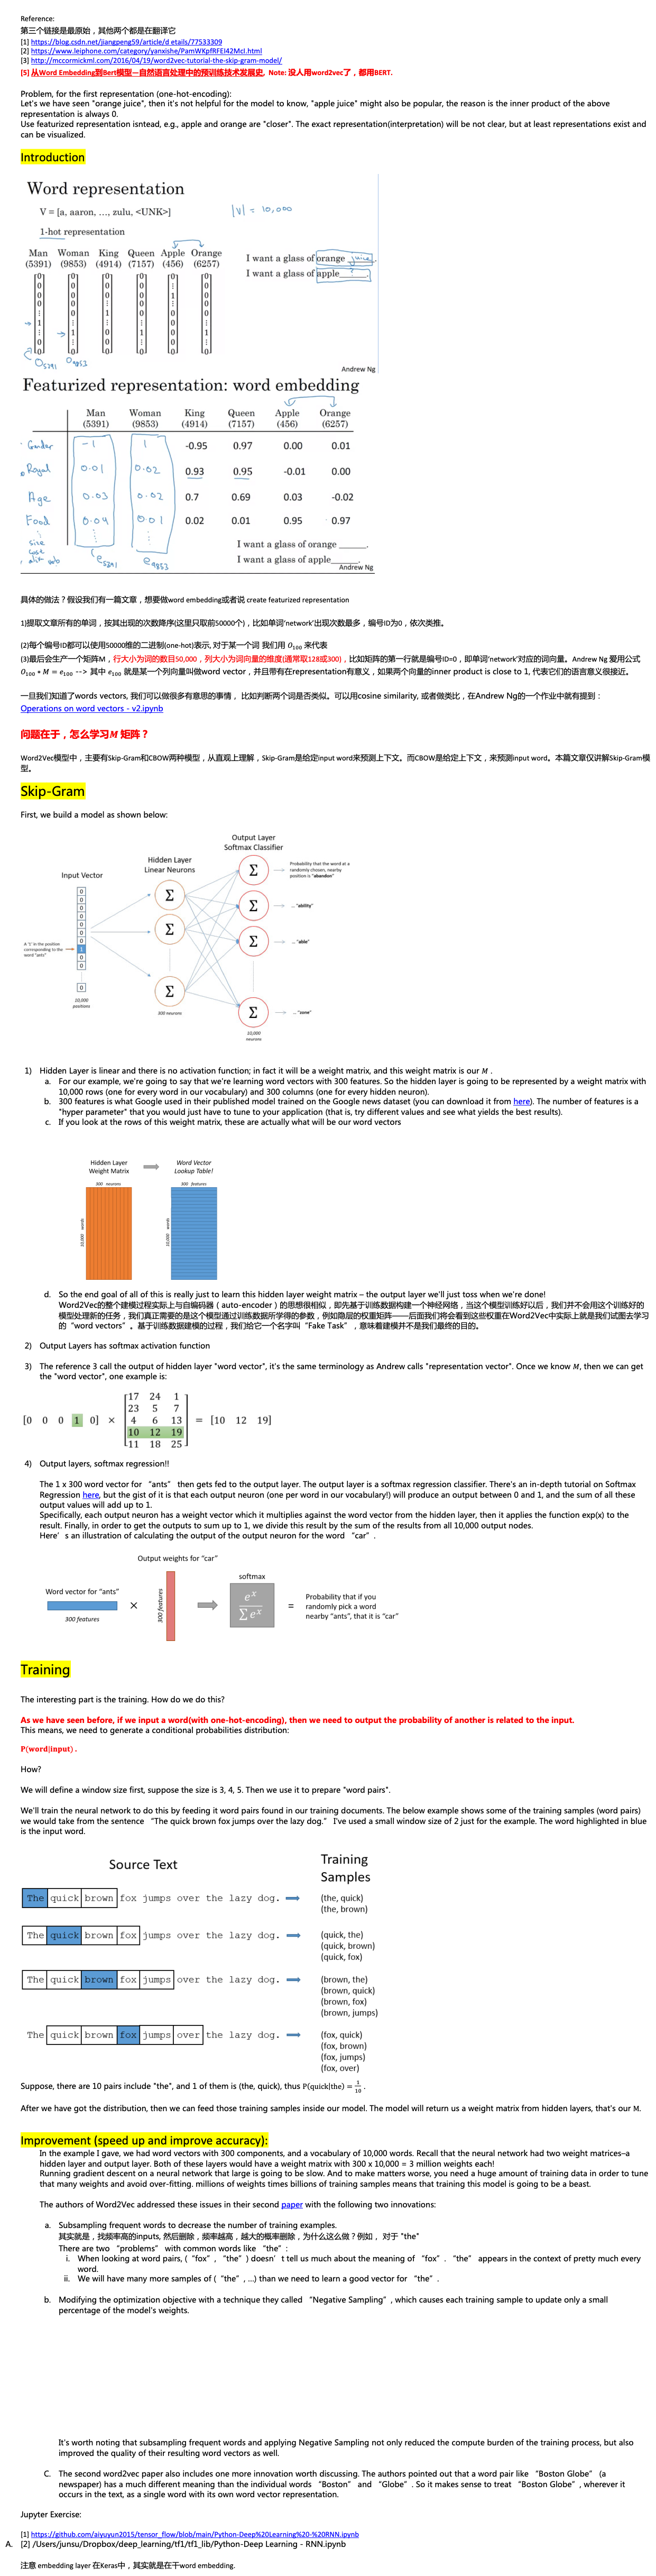 Reference:
第三个链接是最原始，其他两个都是在翻译它
[1] https://blog.csdn.net/jiangpeng59/article/d etails/77533309
[2] https://www.leiphone.com/category/yanxishe/PamWKpfRFEI42McI.html
[3] http://mccormickml.com/2016/04/19/word2vec-tutorial-the-skip-gram-model/
[5] 从Word Embedding到Bert模型—自然语言处理中的预训练技术发展史. Note: 没人用word2vec了，都用BERT.
Problem, for the first representation (one-hot-encoding):
Let's we have seen "orange juice", then it's not helpful for the model to know, "apple juice" might also be popular, the reason is the inner product of the above
representation is always 0.
Use featurized representation isntead, e.g., apple and orange are "closer". The exact representation(interpretation) will be not clear, but at least representations exist and
can be visualized.
Introduction
Word representation
V = [a, aaron, ..., zulu, <UNK>]
|V| = 10,000
1-hot representation
Man Woman King Queen Apple Orange
(5391) (9853) (4914) (7157) (456) (6257)
I want a glass of orange juice.
I want a glass of apple ?.
O5391 O9853
Andrew Ng
Featurized representation: word embedding
Man Woman King Queen Apple Orange
(5391) (9853) (4914) (7157) (456) (6257)
Gender -1 1 -0.95 0.97 0.00 0.01
Royal 0.01 0.02 0.93 0.95 -0.01 0.00
Age 0.03 0.02 0.7 0.69 0.03 -0.02
Food 0.04 0.01 0.02 0.01 0.95 0.97
size
cost
alive verb
e5391 e9853
I want a glass of orange ______.
I want a glass of apple______.
Andrew Ng
具体的做法？假设我们有一篇文章，想要做word embedding或者说 create featurized representation
1)提取文章所有的单词，按其出现的次数降序(这里只取前50000个)，比如单词‘network’出现次数最多，编号ID为0，依次类推。
(2)每个编号ID都可以使用50000维的二进制(one-hot)表示, 对于某一个词 我们用 O₁₀₀ 来代表
(3)最后会生产一个矩阵M，行大小为词的数目50,000，列大小为词向量的维度(通常取128或300)，比如矩阵的第一行就是编号ID=0，即单词‘network’对应的词向量。Andrew Ng 爱用公式
O₁₀₀ * M = e₁₀₀ --> 其中 e₁₀₀ 就是某一个列向量叫做word vector，并且带有在representation有意义，如果两个向量的inner product is close to 1, 代表它们的语言意义很接近。
一旦我们知道了words vectors, 我们可以做很多有意思的事情， 比如判断两个词是否类似。可以用cosine similarity, 或者做类比，在Andrew Ng的一个作业中就有提到：
Operations on word vectors - v2.ipynb
问题在于，怎么学习M 矩阵？
Word2Vec模型中，主要有Skip-Gram和CBOW两种模型，从直观上理解，Skip-Gram是给定input word来预测上下文。而CBOW是给定上下文，来预测input word。本篇文章仅讲解Skip-Gram模
型。
Skip-Gram
First, we build a model as shown below:
Output Layer
Softmax Classifier
Hidden Layer
Linear Neurons
Input Vector
Probability that the word at a
randomly chosen, nearby
position is "abandon"
... "ability"
... "able"
A '1' in the position
corresponding to the
word "ants"
10,000
positions
300 neurons
... "zone"
10,000
neurons
1) Hidden Layer is linear and there is no activation function; in fact it will be a weight matrix, and this weight matrix is our M .
a. For our example, we're going to say that we're learning word vectors with 300 features. So the hidden layer is going to be represented by a weight matrix with
10,000 rows (one for every word in our vocabulary) and 300 columns (one for every hidden neuron).
b. 300 features is what Google used in their published model trained on the Google news dataset (you can download it from here). The number of features is a
"hyper parameter" that you would just have to tune to your application (that is, try different values and see what yields the best results).
c. If you look at the rows of this weight matrix, these are actually what will be our word vectors
Hidden Layer
Weight Matrix
Word Vector
Lookup Table!
300 neurons
300 features
10,000 words
10,000 words
d. So the end goal of all of this is really just to learn this hidden layer weight matrix – the output layer we'll just toss when we're done!
Word2Vec的整个建模过程实际上与自编码器（auto-encoder）的思想很相似，即先基于训练数据构建一个神经网络，当这个模型训练好以后，我们并不会用这个训练好的
模型处理新的任务，我们真正需要的是这个模型通过训练数据所学得的参数，例如隐层的权重矩阵——后面我们将会看到这些权重在Word2Vec中实际上就是我们试图去学习
的“word vectors”。基于训练数据建模的过程，我们给它一个名字叫“Fake Task”，意味着建模并不是我们最终的目的。
2) Output Layers has softmax activation function
3) The reference 3 call the output of hidden layer "word vector", it's the same terminology as Andrew calls "representation vector". Once we know M, then we can get
the "word vector", one example is:
17 24 1
23 5 7
[0 0 0 1 0] × 4 6 13 = [10 12 19]
10 12 19
11 18 25
4) Output layers, softmax regression!!
The 1 x 300 word vector for “ants” then gets fed to the output layer. The output layer is a softmax regression classifier. There's an in-depth tutorial on Softmax
Regression here, but the gist of it is that each output neuron (one per word in our vocabulary!) will produce an output between 0 and 1, and the sum of all these
output values will add up to 1.
Specifically, each output neuron has a weight vector which it multiplies against the word vector from the hidden layer, then it applies the function exp(x) to the
result. Finally, in order to get the outputs to sum up to 1, we divide this result by the sum of the results from all 10,000 output nodes.
Here’ s an illustration of calculating the output of the output neuron for the word “car” .
Output weights for “car”
softmax
Word vector for “ants”
300 features
×
300 features
e^x / Σe^x
=
Probability that if you
randomly pick a word
nearby “ants”, that it is “car”
Training
The interesting part is the training. How do we do this?
As we have seen before, if we input a word(with one-hot-encoding), then we need to output the probability of another is related to the input.
This means, we need to generate a conditional probabilities distribution:
P(word|input) .
How?
We will define a window size first, suppose the size is 3, 4, 5. Then we use it to prepare "word pairs".
We'll train the neural network to do this by feeding it word pairs found in our training documents. The below example shows some of the training samples (word pairs)
we would take from the sentence “The quick brown fox jumps over the lazy dog.” I've used a small window size of 2 just for the example. The word highlighted in blue
is the input word.
Source Text
Training
Samples
The quick brown fox jumps over the lazy dog.
(the, quick)
(the, brown)
The quick brown fox jumps over the lazy dog.
(quick, the)
(quick, brown)
(quick, fox)
The quick brown fox jumps over the lazy dog.
(brown, the)
(brown, quick)
(brown, fox)
(brown, jumps)
The quick brown fox jumps over the lazy dog.
(fox, quick)
(fox, brown)
(fox, jumps)
(fox, over)
Suppose, there are 10 pairs include "the", and 1 of them is (the, quick), thus P(quick|the) = 1/10 .
After we have got the distribution, then we can feed those training samples inside our model. The model will return us a weight matrix from hidden layers, that's our M.
Improvement (speed up and improve accuracy):
In the example I gave, we had word vectors with 300 components, and a vocabulary of 10,000 words. Recall that the neural network had two weight matrices–a
hidden layer and output layer. Both of these layers would have a weight matrix with 300 x 10,000 = 3 million weights each!
Running gradient descent on a neural network that large is going to be slow. And to make matters worse, you need a huge amount of training data in order to tune
that many weights and avoid over-fitting. millions of weights times billions of training samples means that training this model is going to be a beast.
The authors of Word2Vec addressed these issues in their second paper with the following two innovations:
a. Subsampling frequent words to decrease the number of training examples.
其实就是，找频率高的inputs, 然后删除，频率越高，越大的概率删除，为什么这么做？例如， 对于 "the"
There are two “problems” with common words like “the” :
i. When looking at word pairs, ( “fox” , “the” ) doesn’ t tell us much about the meaning of “fox” . “the” appears in the context of pretty much every
word.
ii. We will have many more samples of ( “the” , ...) than we need to learn a good vector for “the” .
b. Modifying the optimization objective with a technique they called “Negative Sampling” , which causes each training sample to update only a small
percentage of the model's weights.
It's worth noting that subsampling frequent words and applying Negative Sampling not only reduced the compute burden of the training process, but also
improved the quality of their resulting word vectors as well.
C. The second word2vec paper also includes one more innovation worth discussing. The authors pointed out that a word pair like “Boston Globe” (a
newspaper) has a much different meaning than the individual words “Boston” and “Globe” . So it makes sense to treat “Boston Globe” , wherever it
occurs in the text, as a single word with its own word vector representation.
Jupyter Exercise:
[1] https://github.com/aiyuyun2015/tensor_flow/blob/main/Python-Deep%20Learning%20-%20RNN.ipynb
A. [2] /Users/junsu/Dropbox/deep_learning/tf1/tf1_lib/Python-Deep Learning - RNN.ipynb
注意 embedding layer 在Keras中，其实就是在干word embedding.